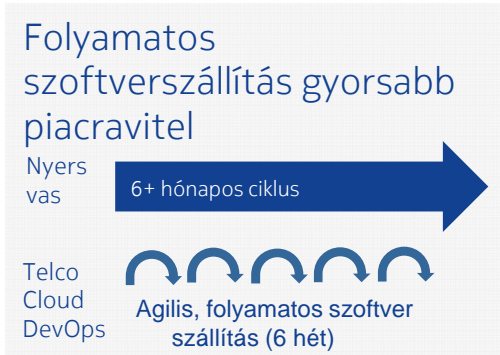 Folyamatos
szoftverszállítás gyorsabb
piacravitel
Nyers
vas
6+ hónapos ciklus
Telco
Cloud
DevOps
Agilis, folyamatos szoftver
szállítás (6 hét)